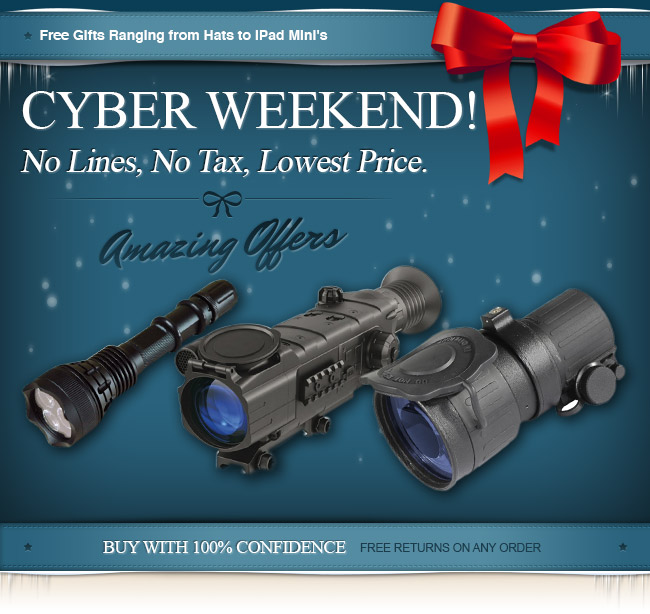 Free Gifts Ranging from Hats to IPad Mini's
CYBER WEEKEND!
No Lines, No Tax, Lowest Price.
Amazing Offers
BUY WITH 100% CONFIDENCE FREE RETURNS ON ANY ORDER